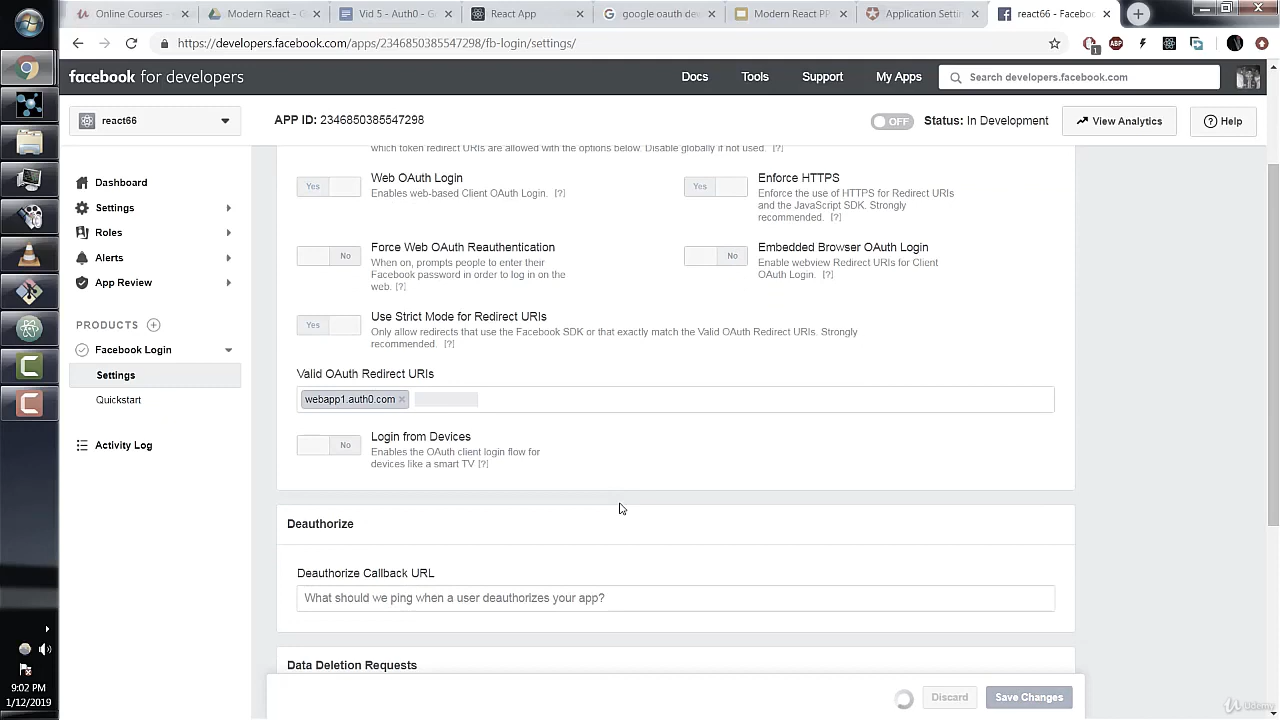 Online Courses -
Modern React - G
Vid 5 - Auth0 - G
React App
google oauth de
Modern React PP
Application Setti
react66 - Facebo
https://developers.facebook.com/apps/2346850385547298/fb-login/settings/
1
facebook for developers
Docs
Tools
Support
My Apps
Search developers.facebook.com
react66
APP ID: 2346850385547298
OFF
Status: In Development
View Analytics
Help
Dashboard
Settings
Roles
Alerts
App Review
PRODUCTS
Facebook Login
Settings
Quickstart
Activity Log
which token redirect URIs are allowed with the options below. Disable globally if not used. [?]
Yes
Web OAuth Login
Enables web-based Client OAuth Login. [?]
Yes
Enforce HTTPS
Enforce the use of HTTPS for Redirect URIs
and the JavaScript SDK. Strongly
recommended. [?]
No
Force Web OAuth Reauthentication
When on, prompts people to enter their
Facebook password in order to log in on the
web. [?]
No
Embedded Browser OAuth Login
Enable webview Redirect URIs for Client
OAuth Login. [?]
Yes
Use Strict Mode for Redirect URIs
Only allow redirects that use the Facebook SDK or that exactly match the Valid OAuth Redirect URIs. Strongly
recommended. [?]
Valid OAuth Redirect URIs
webapp1.auth0.com
No
Login from Devices
Enables the OAuth client login flow for
devices like a smart TV [?]
Deauthorize
Deauthorize Callback URL
What should we ping when a user deauthorizes your app?
Data Deletion Requests
Discard
Save Changes
9:02 PM
1/12/2019
Udemy